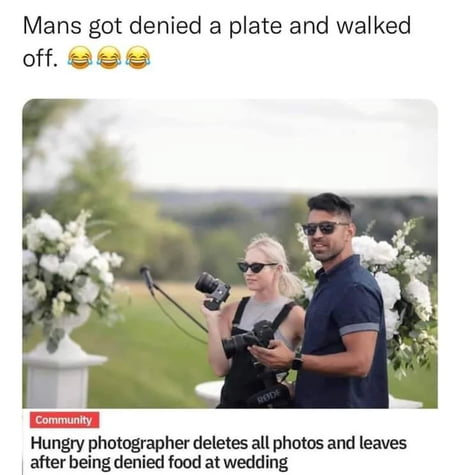 Mans got denied a plate and walked
off. 😂😂😂
RODE
Community
Hungry photographer deletes all photos and leaves
after being denied food at wedding